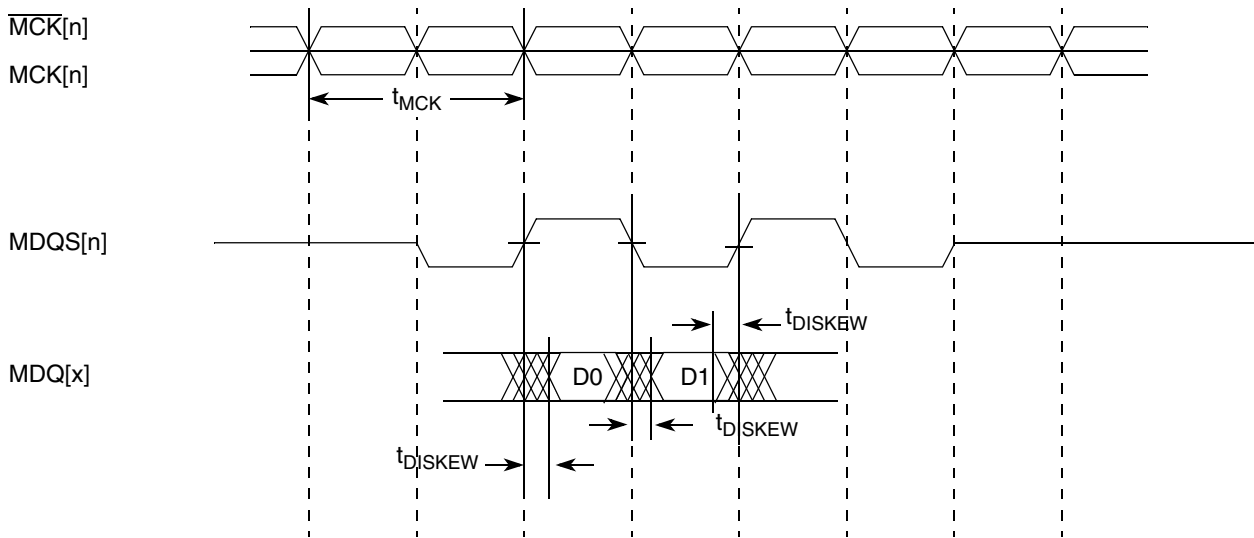 MCK[n]
MCK[n]
tMCK
MDQS[n]
tDISKEW
MDQ[x]
D0
D1
tDISKEW
tDISKEW